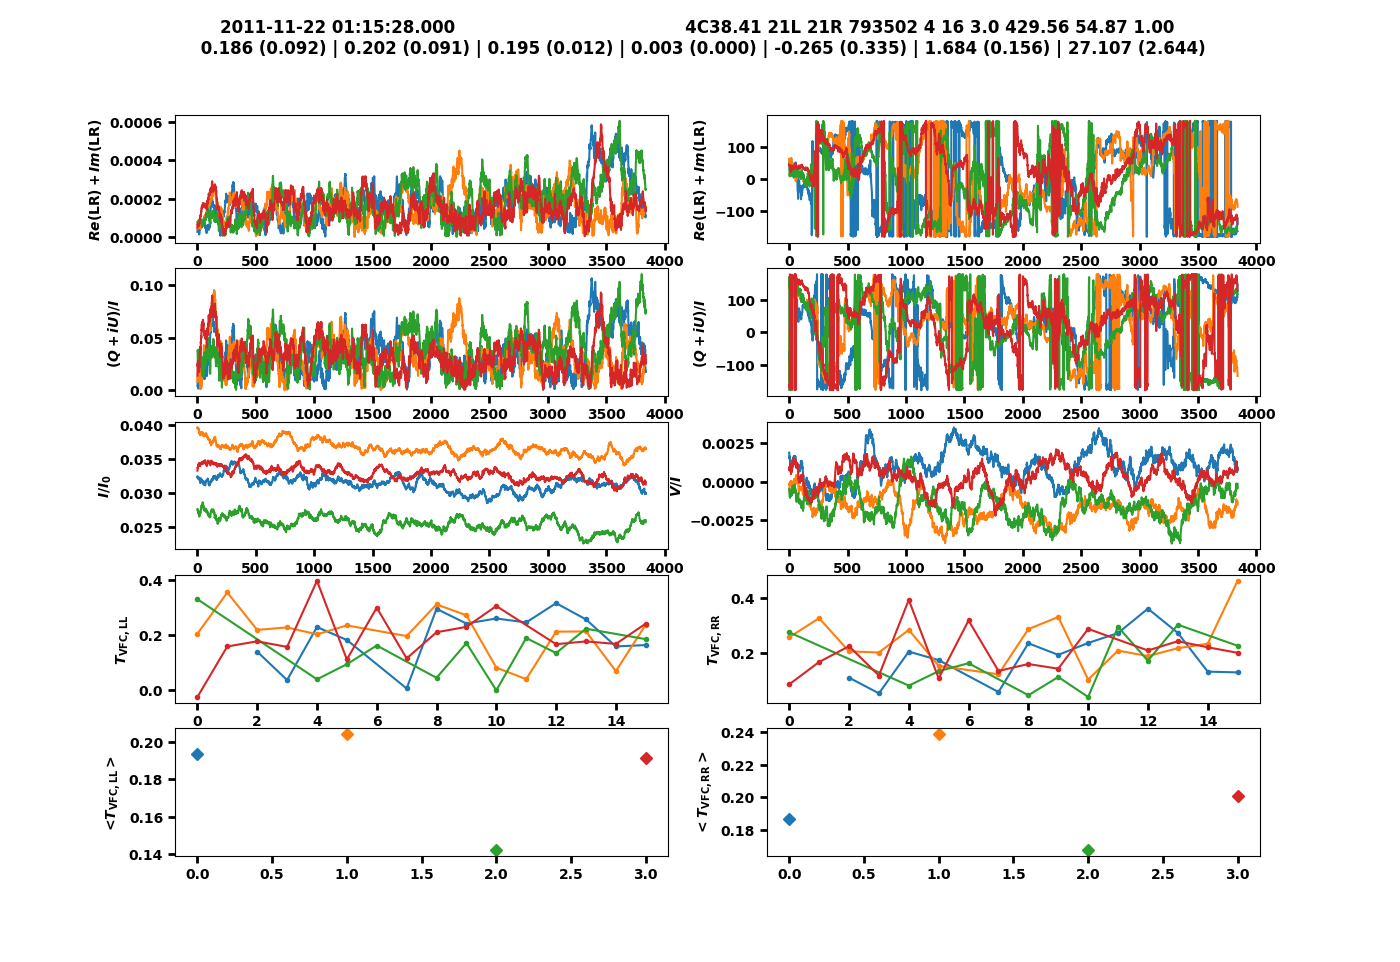 2011-11-22 01:15:28.000 4C38.41 21L 21R 793502 4 16 3.0 429.56 54.87 1.00
0.186 (0.092) | 0.202 (0.091) | 0.195 (0.012) | 0.003 (0.000) | -0.265 (0.335) | 1.684 (0.156) | 27.107 (2.644)
Re(LR) + Im(LR)
0.0006
0.0004
0.0002
0.0000
0 500 1000 1500 2000 2500 3000 3500 4000
Re(LR) + Im(LR)
100
0
−100
0 500 1000 1500 2000 2500 3000 3500 4000
(Q + iU)/I
0.10
0.05
0.00
0 500 1000 1500 2000 2500 3000 3500 4000
(Q + iU)/I
100
0
−100
0 500 1000 1500 2000 2500 3000 3500 4000
I/I0
0.040
0.035
0.030
0.025
0 500 1000 1500 2000 2500 3000 3500 4000
V/I
0.0025
0.0000
−0.0025
0 500 1000 1500 2000 2500 3000 3500 4000
TVFC, LL
0.4
0.2
0.0
0 2 4 6 8 10 12 14
TVFC, RR
0.4
0.2
0 2 4 6 8 10 12 14
<TVFC, LL >
0.20
0.18
0.16
0.14
0.0 0.5 1.0 1.5 2.0 2.5 3.0
< TVFC, RR >
0.24
0.22
0.20
0.18
0.0 0.5 1.0 1.5 2.0 2.5 3.0